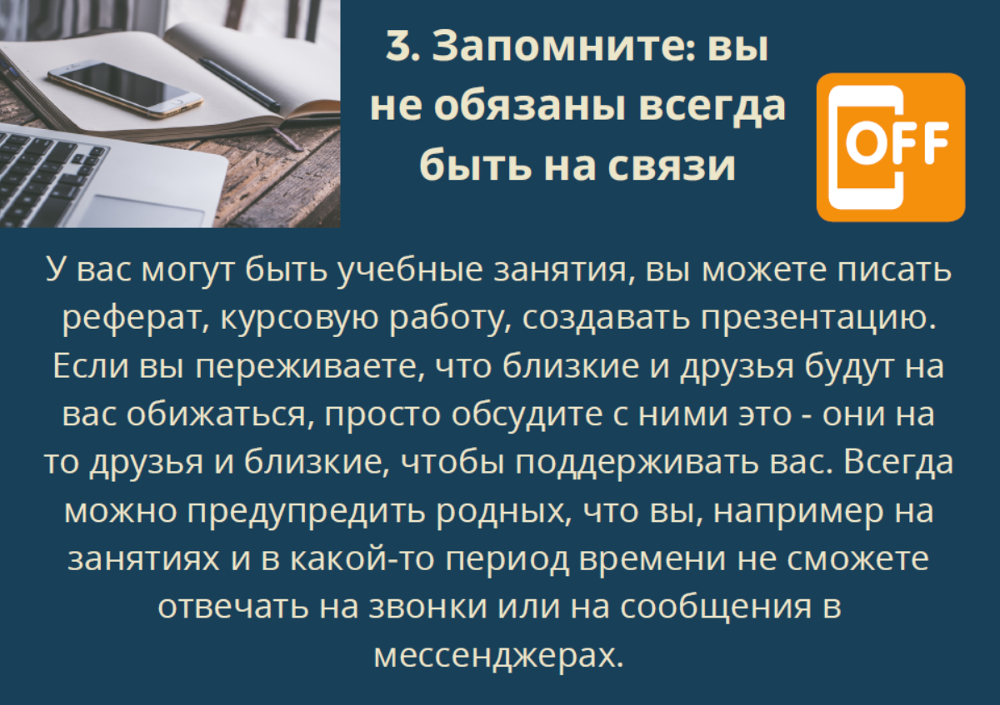 3. Запомните: вы
не обязаны всегда
быть на связи
OFF
У вас могут быть учебные занятия, вы можете писать
реферат, курсовую работу, создавать презентацию.
Если вы переживаете, что близкие и друзья будут на
вас обижаться, просто обсудите с ними это - они на
то друзья и близкие, чтобы поддерживать вас. Всегда
можно предупредить родных, что вы, например на
занятиях и в какой-то период времени не сможете
отвечать на звонки или на сообщения в
мессенджерах.